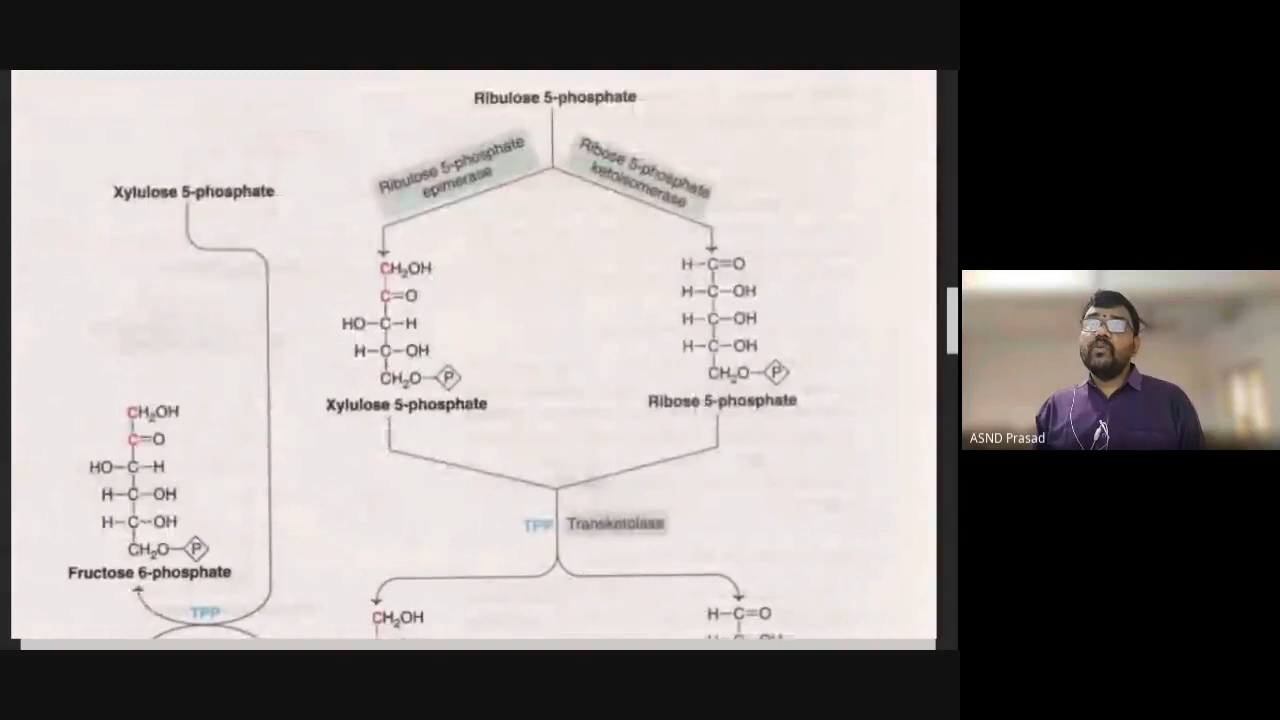 Ribulose 5-phosphate
Ribulose 5-phosphate
epimerase
Ribose 5-phosphate
ketoisomerase
Xylulose 5-phosphate
CH₂OH
C=O
HO–C–H
H–C–OH
CH₂O–P
Xylulose 5-phosphate
H–C=O
H–C–OH
H–C–OH
H–C–OH
CH₂O–P
Ribose 5-phosphate
CH₂OH
C=O
HO–C–H
H–C–OH
H–C–OH
CH₂O–P
Fructose 6-phosphate
TPP
TPP Transketolase
CH₂OH
H–C=O
ASND Prasad